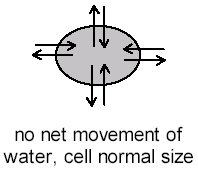 no net movement of
water, cell normal size